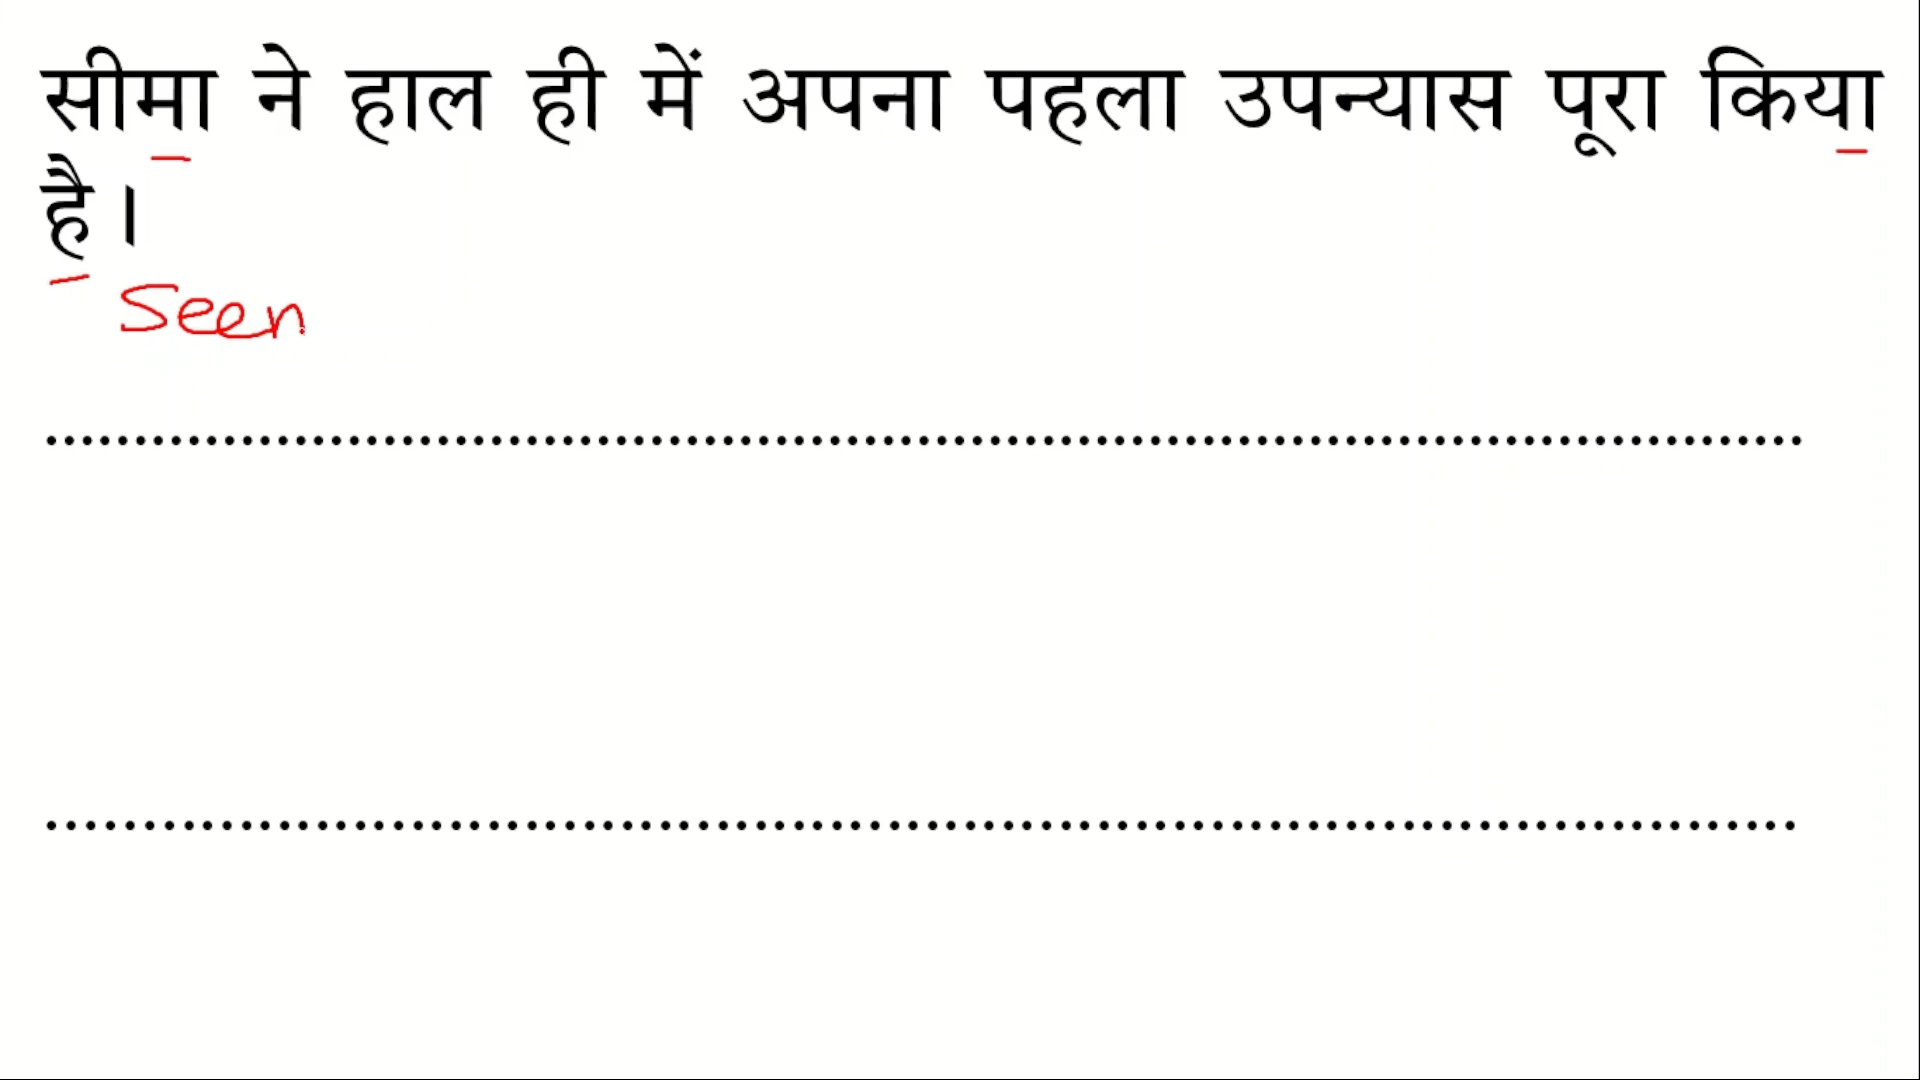 सीमा ने हाल ही में अपना पहला उपन्यास पूरा किया
है।
Seen